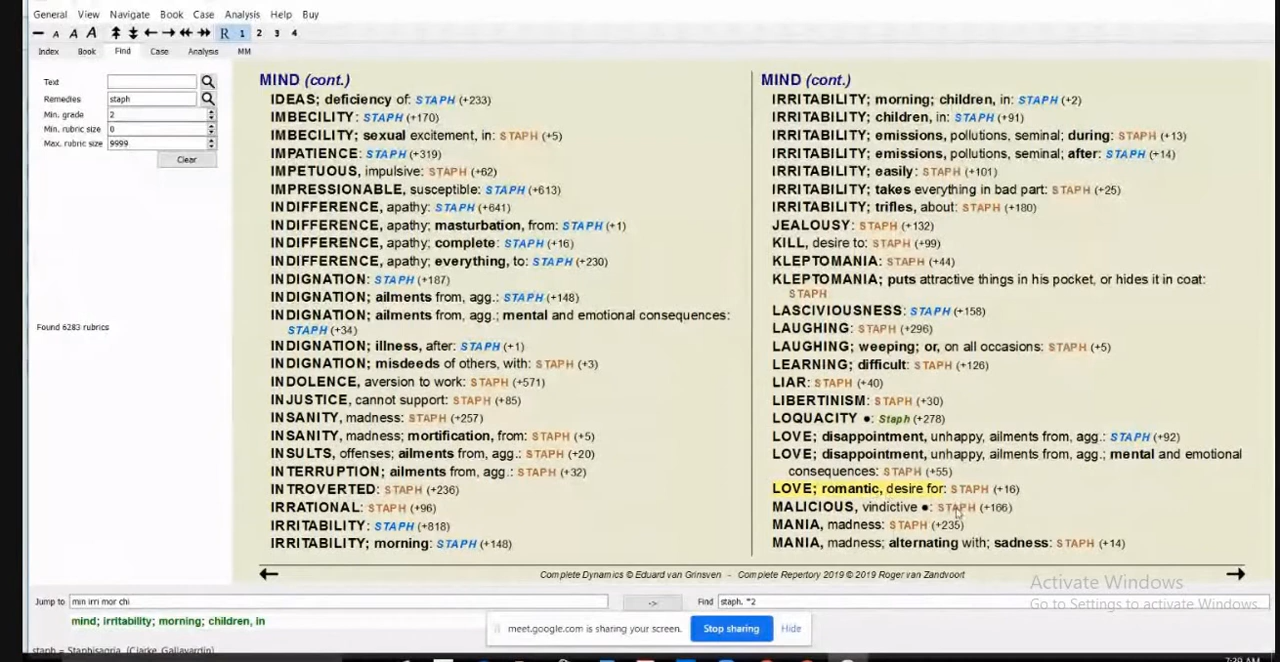 General View Navigate Book Case Analysis Help Buy
A A A R 1 2 3 4
Index Book Find Case Analysis MM
Text
Remedies staph
Min. grade 2
Min. rubric size 0
Max. rubric size 9999
Clear
Found 6283 rubrics
MIND (cont.)
IDEAS; deficiency of: STAPH (+233)
IMBECILITY: STAPH (+170)
IMBECILITY; sexual excitement, in: STAPH (+5)
IMPATIENCE: STAPH (+319)
IMPETUOUS, impulsive: STAPH (+62)
IMPRESSIONABLE, susceptible: STAPH (+613)
INDIFFERENCE, apathy: STAPH (+641)
INDIFFERENCE, apathy; masturbation, from: STAPH (+1)
INDIFFERENCE, apathy; complete: STAPH (+16)
INDIFFERENCE, apathy; everything, to: STAPH (+230)
INDIGNATION: STAPH (+187)
INDIGNATION; ailments from, agg.: STAPH (+148)
INDIGNATION; ailments from, agg.; mental and emotional consequences:
STAPH (+34)
INDIGNATION; illness, after: STAPH (+1)
INDIGNATION; misdeeds of others, with: STAPH (+3)
INDOLENCE, aversion to work: STAPH (+571)
INJUSTICE, cannot support: STAPH (+85)
INSANITY, madness: STAPH (+257)
INSANITY, madness; mortification, from: STAPH (+5)
INSULTS, offenses; ailments from, agg.: STAPH (+20)
INTERRUPTION; ailments from, agg.: STAPH (+32)
INTROVERTED: STAPH (+236)
IRRATIONAL: STAPH (+96)
IRRITABILITY: STAPH (+818)
IRRITABILITY; morning: STAPH (+148)
MIND (cont.)
IRRITABILITY; morning; children, in: STAPH (+2)
IRRITABILITY; children, in: STAPH (+91)
IRRITABILITY; emissions, pollutions, seminal; during: STAPH (+13)
IRRITABILITY; emissions, pollutions, seminal; after: STAPH (+14)
IRRITABILITY; easily: STAPH (+101)
IRRITABILITY; takes everything in bad part: STAPH (+25)
IRRITABILITY; trifles, about: STAPH (+180)
JEALOUSY: STAPH (+132)
KILL, desire to: STAPH (+99)
KLEPTOMANIA: STAPH (+44)
KLEPTOMANIA; puts attractive things in his pocket, or hides it in coat:
STAPH
LASCIVIOUSNESS: STAPH (+158)
LAUGHING: STAPH (+296)
LAUGHING; weeping; or, on all occasions: STAPH (+5)
LEARNING; difficult: STAPH (+126)
LIAR: STAPH (+40)
LIBERTINISM: STAPH (+30)
LOQUACITY ●: Staph (+278)
LOVE; disappointment, unhappy, ailments from, agg.: STAPH (+92)
LOVE; disappointment, unhappy, ailments from, agg.; mental and emotional
consequences: STAPH (+55)
LOVE; romantic, desire for: STAPH (+16)
MALICIOUS, vindictive ●: STAPH (+166)
MANIA, madness: STAPH (+235)
MANIA, madness; alternating with; sadness: STAPH (+14)
Complete Dynamics © Eduard van Grinsven - Complete Repertory 2019 © 2019 Roger van Zandvoort
Activate Windows
Go to Settings to activate Windows.
Jump to min irri mor chi -> Find staph. *2
mind; irritability; morning; children, in
meet.google.com is sharing your screen. Stop sharing Hide
staph = Staphisagria (Clarke, Gallavardin)
7:39 AM